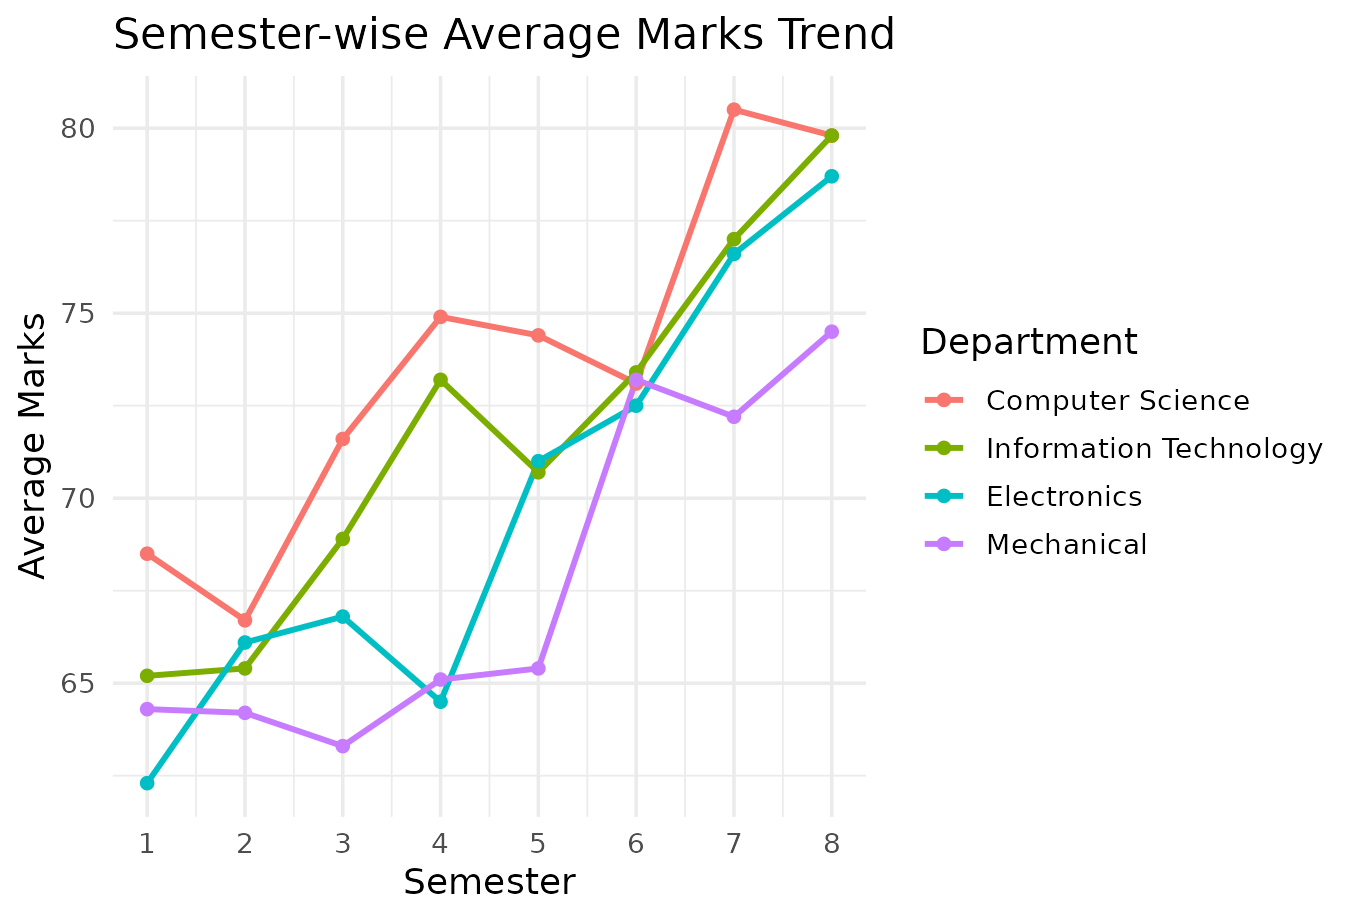 Semester-wise Average Marks Trend
80
75
70
65
Average Marks
1 2 3 4 5 6 7 8
Semester
Department
Computer Science
Information Technology
Electronics
Mechanical